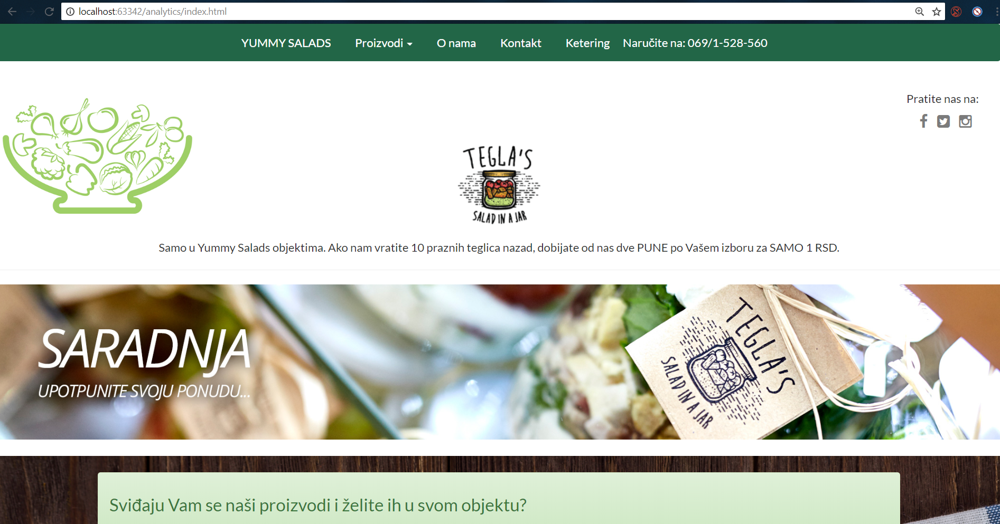 localhost:63342/analytics/index.html
YUMMY SALADS Proizvodi O nama Kontakt Ketering Naručite na: 069/1-528-560
Pratite nas na:
TEGLA'S
SALAD IN A JAR
Samo u Yummy Salads objektima. Ako nam vratite 10 praznih teglica nazad, dobijate od nas dve PUNE po Vašem izboru za SAMO 1 RSD.
SARADNJA
UPOTPUNITE SVOJU PONUDU...
TEGLA'S
SALAD IN A JAR
Sviđaju Vam se naši proizvodi i želite ih u svom objektu?